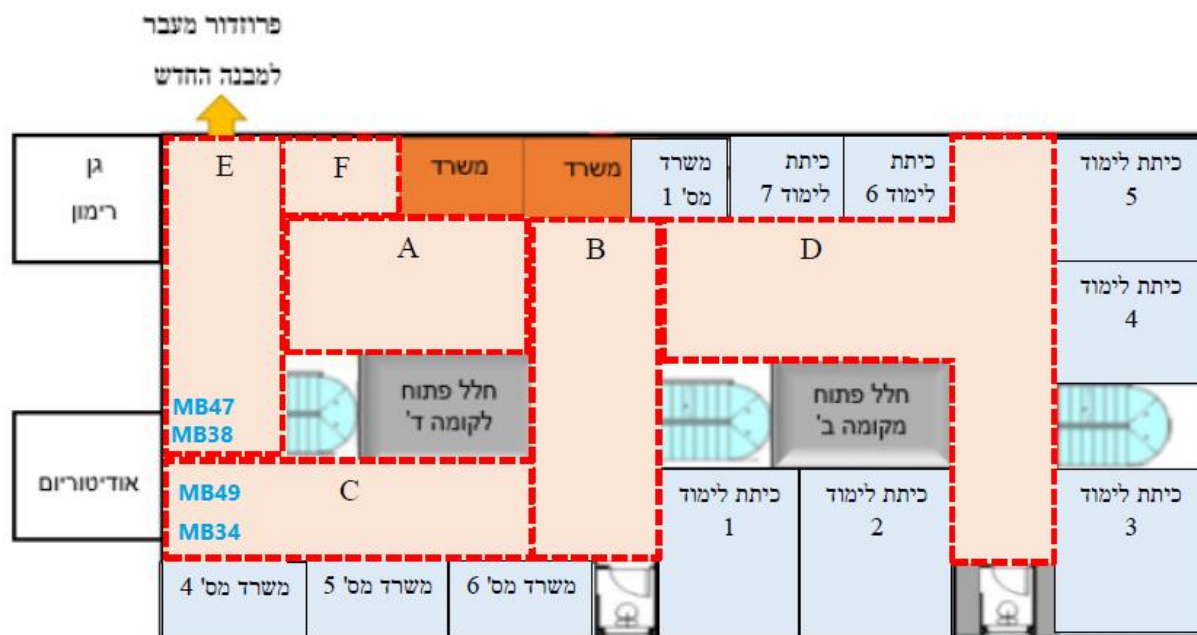 פרוזדור מעבר
למבנה החדש
גן
רימון
E
F
משרד
משרד
משרד
מס' 1
כיתת
לימוד 7
כיתת
לימוד 6
כיתת לימוד
5
A
B
D
כיתת לימוד
4
MB47
MB38
חלל פתוח
לקומה ד'
חלל פתוח
מקומה ב'
אודיטוריום
MB49
MB34
C
כיתת לימוד
1
כיתת לימוד
2
כיתת לימוד
3
משרד מס' 4
משרד מס' 5
משרד מס' 6